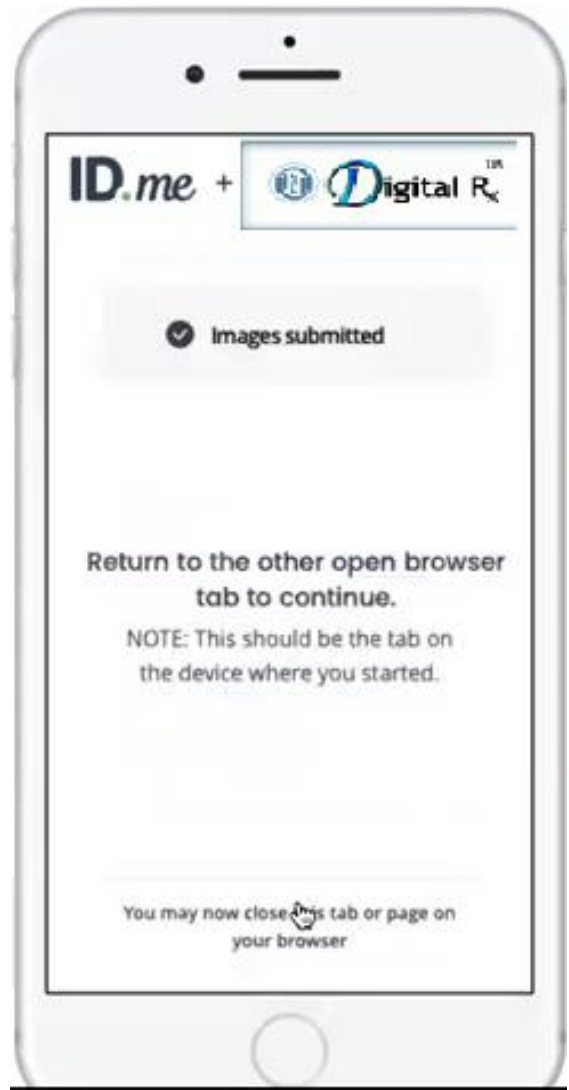 ID.me + Digital Rx™
Images submitted
Return to the other open browser
tab to continue.
NOTE: This should be the tab on
the device where you started.
You may now close this tab or page on
your browser